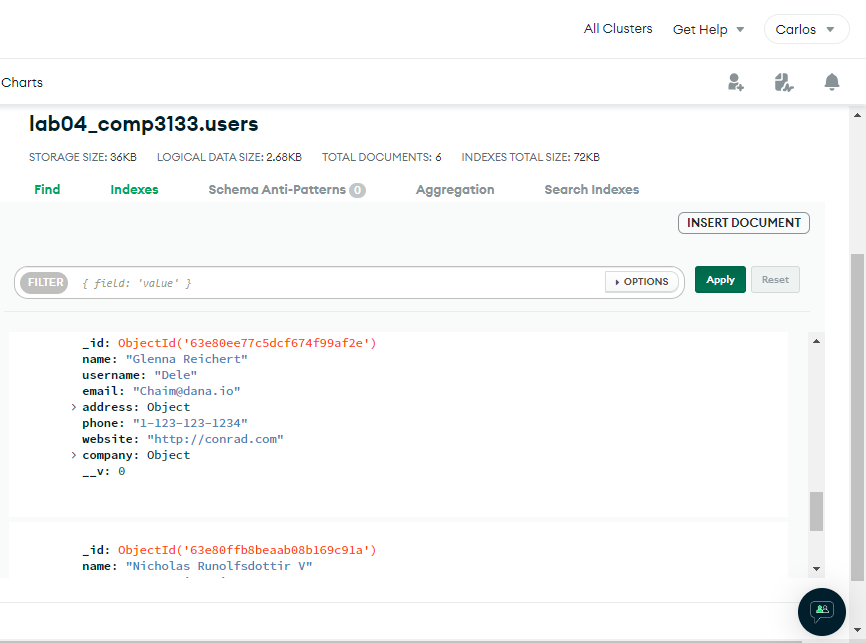 All Clusters Get Help Carlos
Charts
lab04_comp3133.users
STORAGE SIZE: 36KB LOGICAL DATA SIZE: 2.68KB TOTAL DOCUMENTS: 6 INDEXES TOTAL SIZE: 72KB
Find Indexes Schema Anti-Patterns 0 Aggregation Search Indexes
INSERT DOCUMENT
FILTER { field: 'value' } OPTIONS Apply Reset
_id: ObjectId('63e80ee77c5dcf674f99af2e')
name: "Glenna Reichert"
username: "Dele"
email: "Chaim@dana.io"
address: Object
phone: "1-123-123-1234"
website: "http://conrad.com"
company: Object
__v: 0
_id: ObjectId('63e80ffb8beaab08b169c91a')
name: "Nicholas Runolfsdottir V"